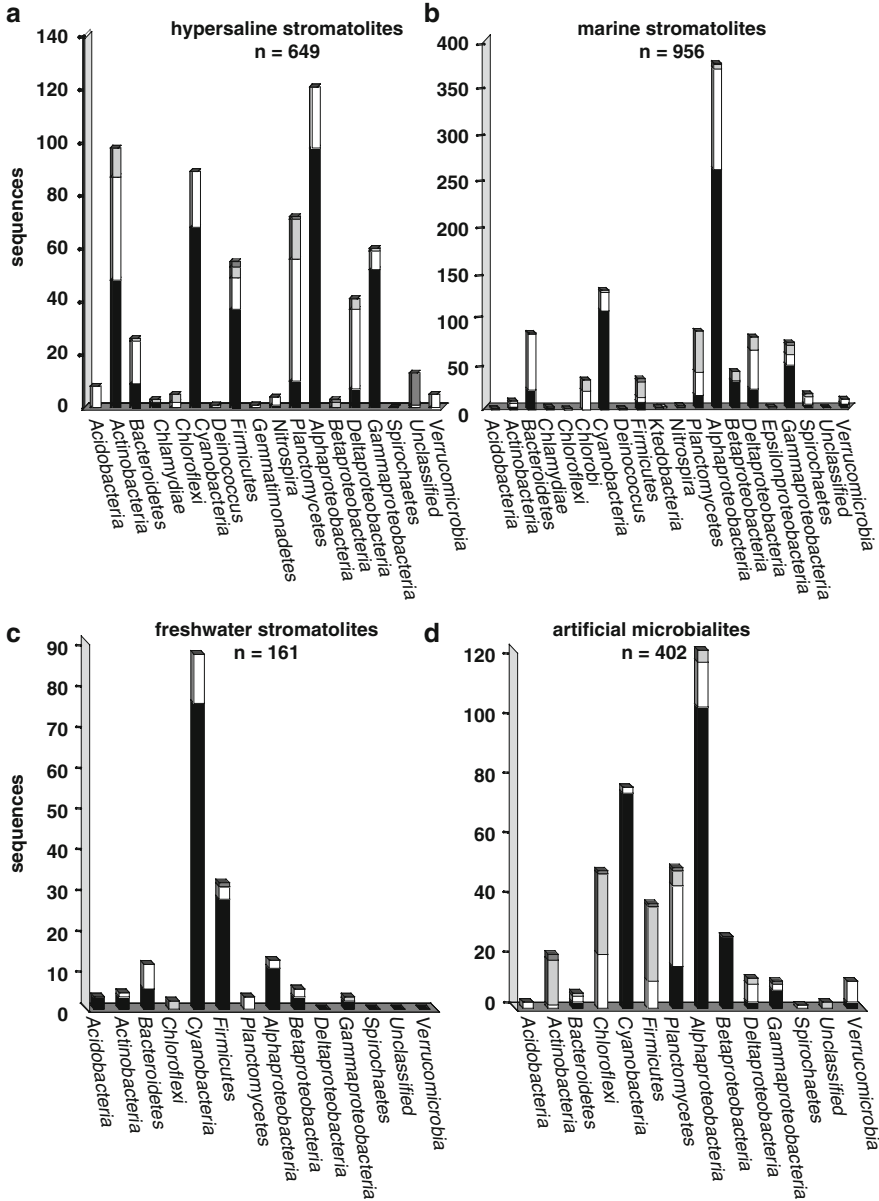 a
hypersaline stromatolites
n = 649
140
120
100
80
60
40
20
0
sequences
Acidobacteria
Actinobacteria
Bacteroidetes
Chlamydiae
Chloroflexi
Cyanobacteria
Deinococcus
Firmicutes
Gemmatimonadetes
Nitrospira
Planctomycetes
Alphaproteobacteria
Betaproteobacteria
Deltaproteobacteria
Gammaproteobacteria
Spirochaetes
Unclassified
Verrucomicrobia
b
marine stromatolites
n = 956
400
350
300
250
200
150
100
50
0
Acidobacteria
Actinobacteria
Bacteroidetes
Chlamydiae
Chloroflexi
Chlorobi
Cyanobacteria
Deinococcus
Firmicutes
Ktedobacteria
Nitrospira
Planctomycetes
Alphaproteobacteria
Betaproteobacteria
Deltaproteobacteria
Epsilonproteobacteria
Gammaproteobacteria
Spirochaetes
Unclassified
Verrucomicrobia
c
freshwater stromatolites
n = 161
90
80
70
60
50
40
30
20
10
0
sequences
Acidobacteria
Actinobacteria
Bacteroidetes
Chloroflexi
Cyanobacteria
Firmicutes
Planctomycetes
Alphaproteobacteria
Betaproteobacteria
Deltaproteobacteria
Gammaproteobacteria
Spirochaetes
Unclassified
Verrucomicrobia
d
artificial microbialites
n = 402
120
100
80
60
40
20
0
Acidobacteria
Actinobacteria
Bacteroidetes
Chloroflexi
Cyanobacteria
Firmicutes
Planctomycetes
Alphaproteobacteria
Betaproteobacteria
Deltaproteobacteria
Gammaproteobacteria
Spirochaetes
Unclassified
Verrucomicrobia